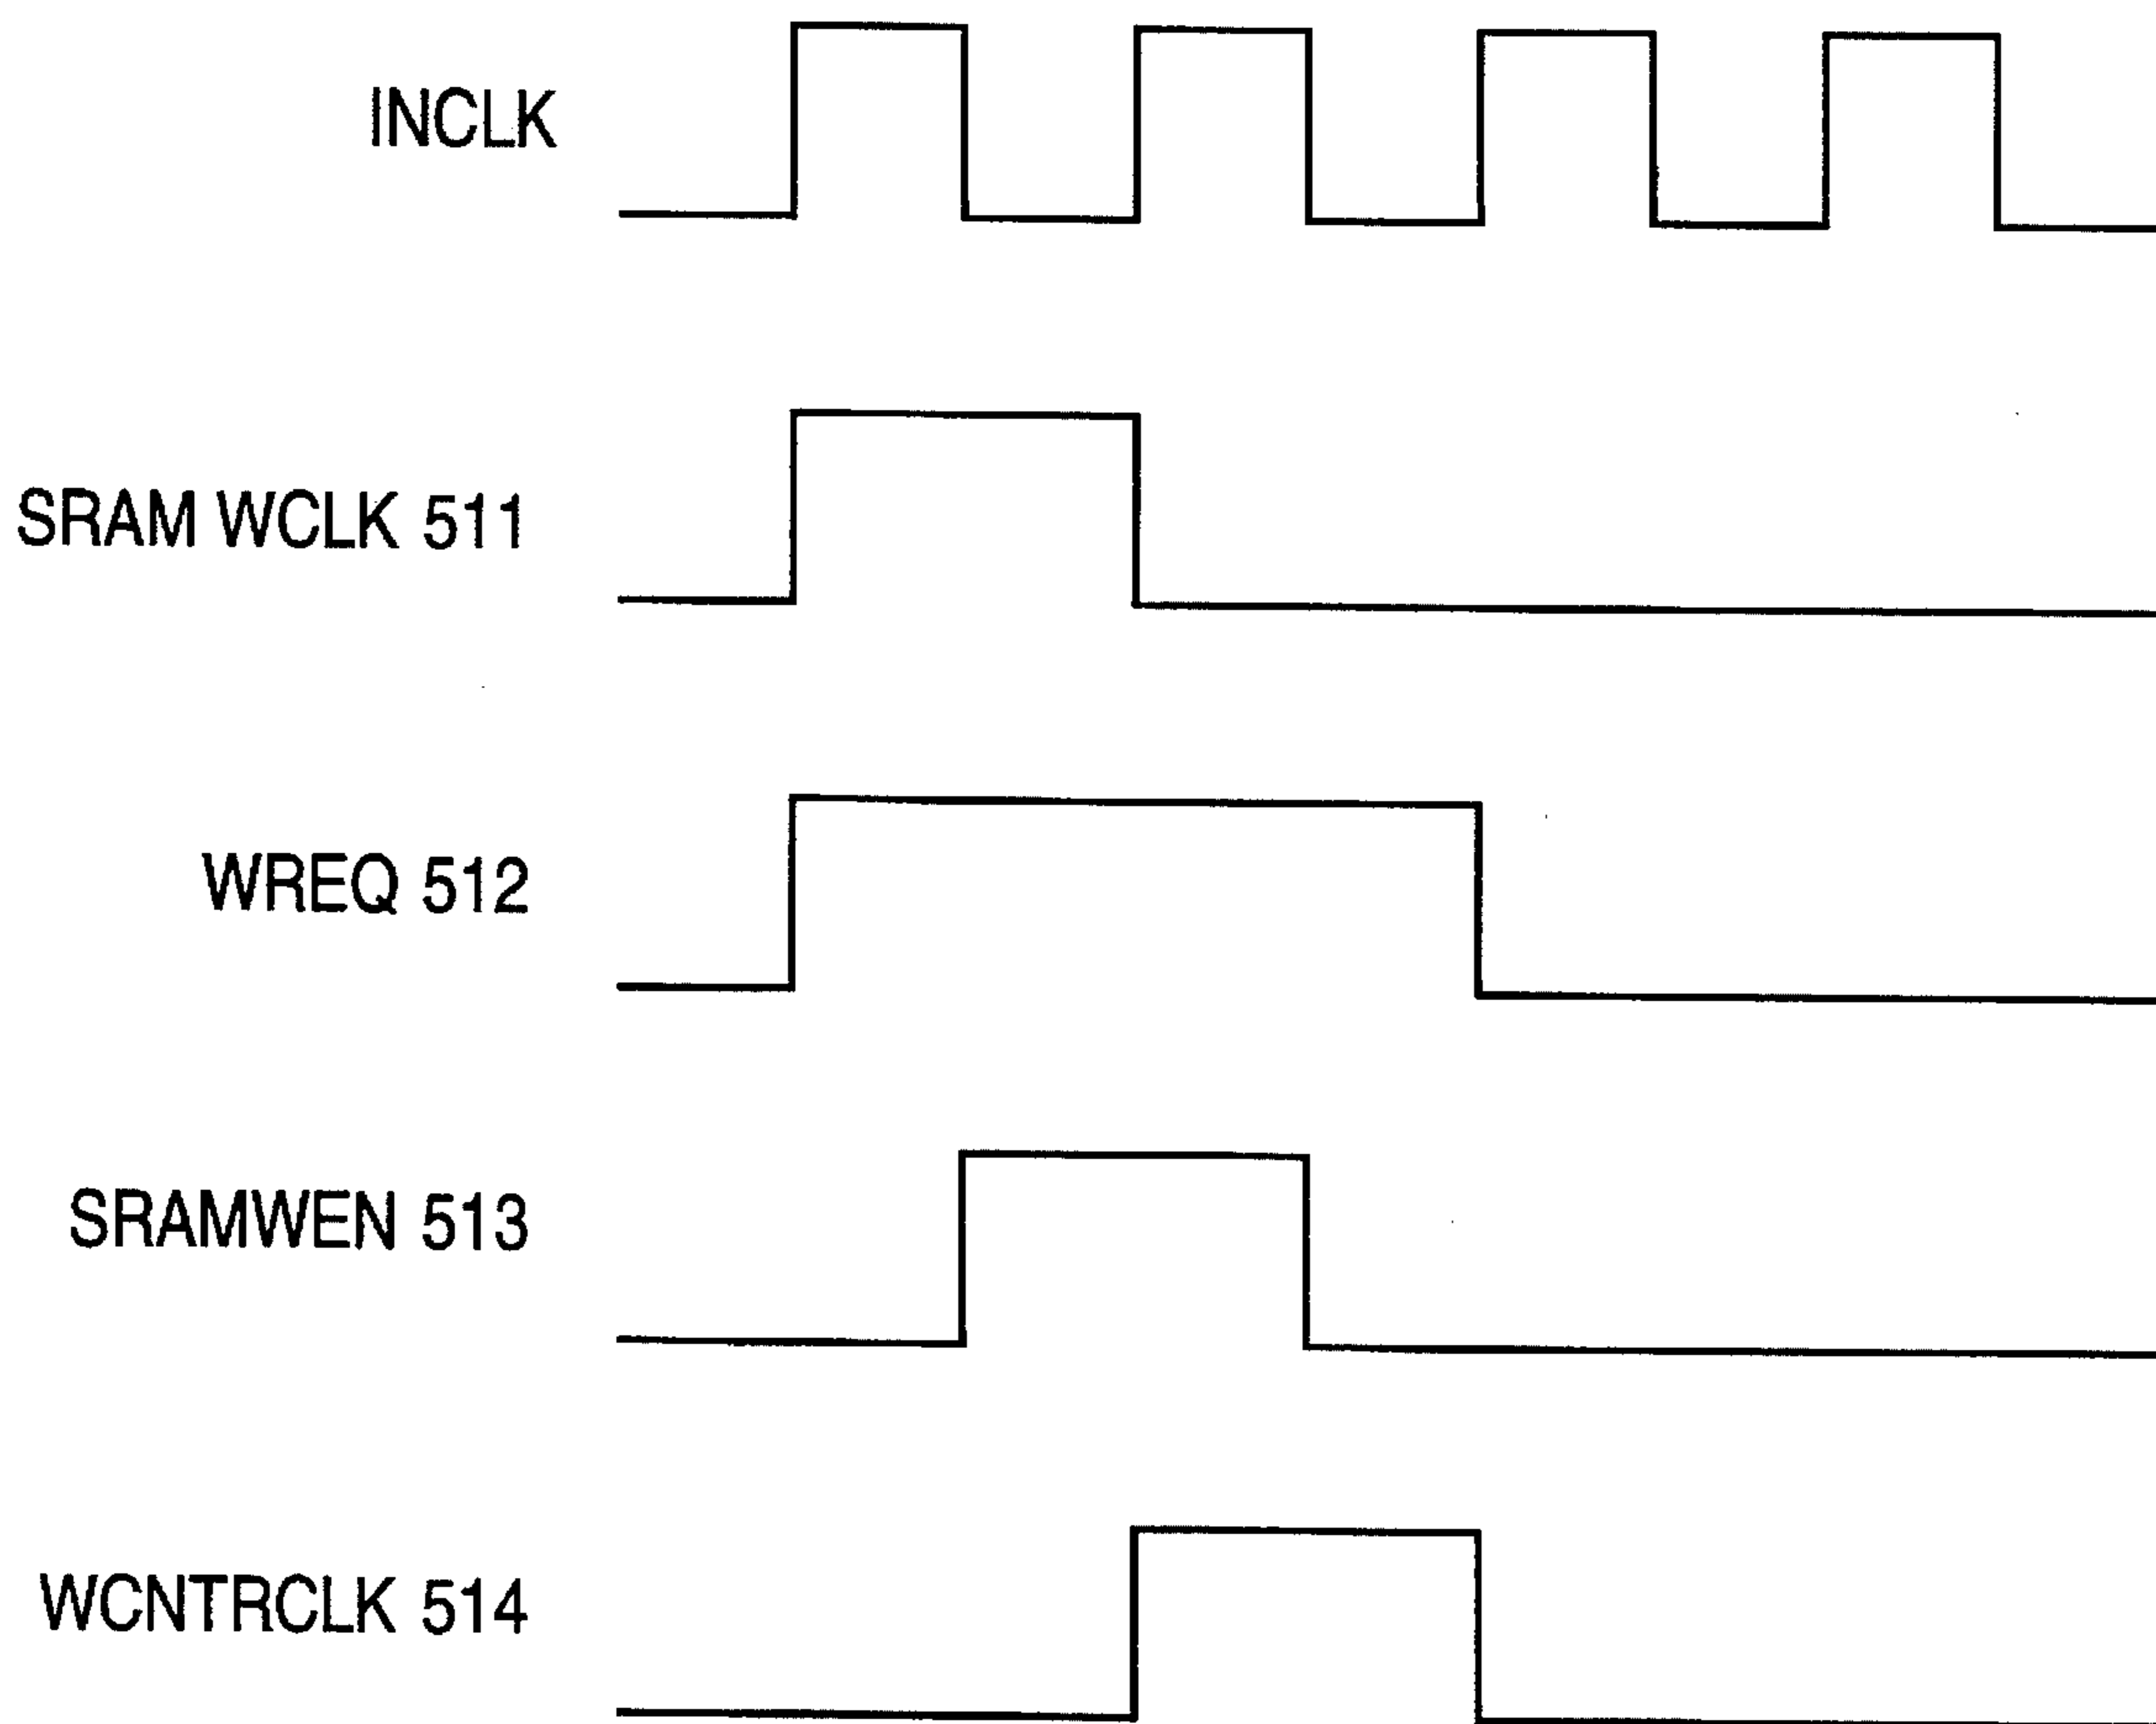 INCLK
SRAM WCLK 511
WREQ 512
SRAMWEN 513
WCNTRCLK 514